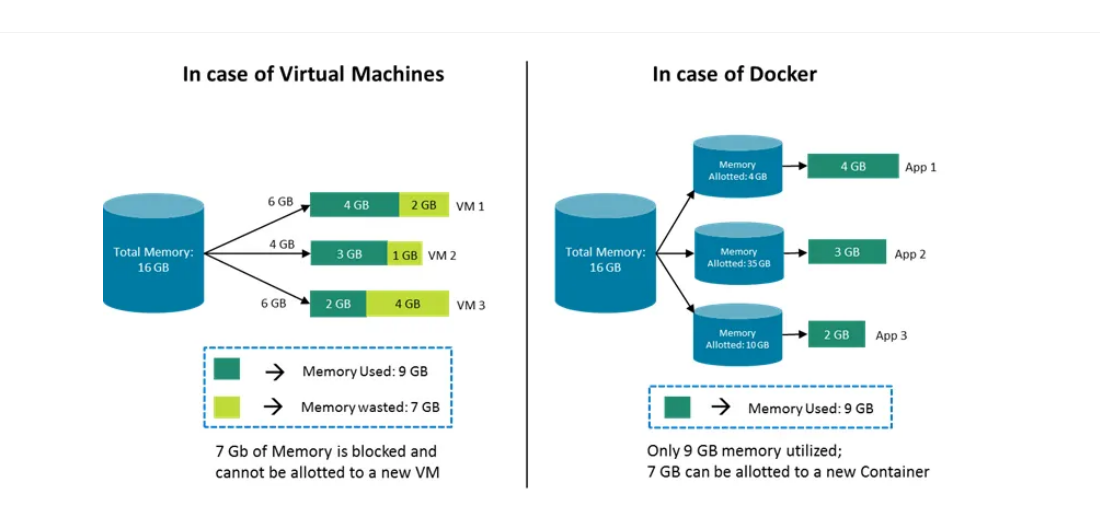 In case of Virtual Machines
Total Memory:
16 GB
6 GB
4 GB
2 GB
VM 1
4 GB
3 GB
1 GB
VM 2
6 GB
2 GB
4 GB
VM 3
→ Memory Used: 9 GB
→ Memory wasted: 7 GB
7 Gb of Memory is blocked and
cannot be allotted to a new VM
In case of Docker
Total Memory:
16 GB
Memory
Allotted: 4 GB
4 GB
App 1
Memory
Allotted: 35 GB
3 GB
App 2
Memory
Allotted: 10 GB
2 GB
App 3
→ Memory Used: 9 GB
Only 9 GB memory utilized;
7 GB can be allotted to a new Container